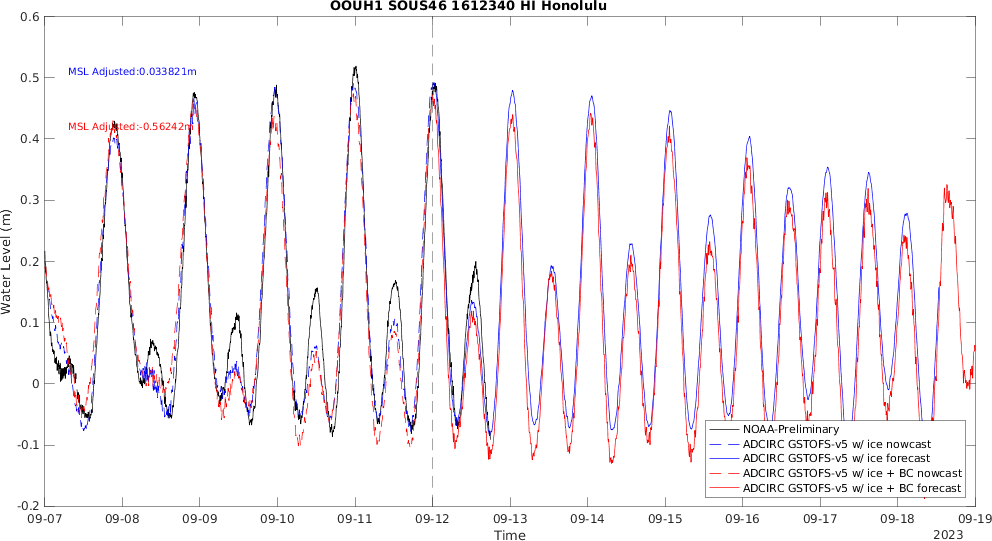 OOUH1 SOUS46 1612340 HI Honolulu
0.6
0.5
0.4
0.3
0.2
0.1
0
-0.1
-0.2
Water Level (m)
MSL Adjusted:0.033821m
MSL Adjusted:-0.56242m
NOAA-Preliminary
ADCIRC GSTOFS-v5 w/ ice nowcast
ADCIRC GSTOFS-v5 w/ ice forecast
ADCIRC GSTOFS-v5 w/ ice + BC nowcast
ADCIRC GSTOFS-v5 w/ ice + BC forecast
09-07 09-08 09-09 09-10 09-11 09-12 09-13 09-14 09-15 09-16 09-17 09-18 09-19
Time
2023